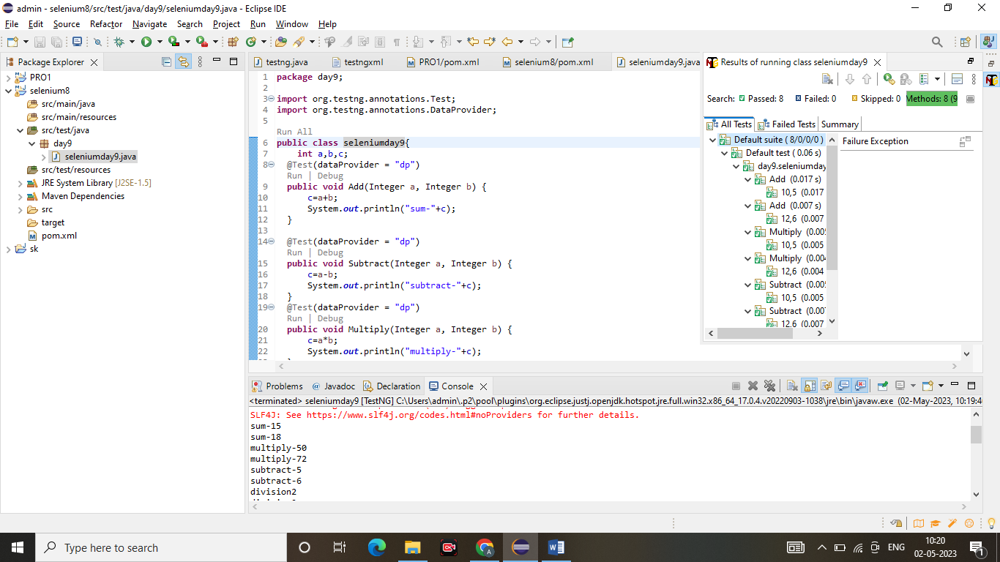 admin - selenium8/src/test/java/day9/seleniumday9.java - Eclipse IDE
File Edit Source Refactor Navigate Search Project Run Window Help
Package Explorer
PRO1
selenium8
src/main/java
src/main/resources
src/test/java
day9
seleniumday9.java
src/test/resources
JRE System Library [J2SE-1.5]
Maven Dependencies
src
target
pom.xml
sk
testng.java testngxml PRO1/pom.xml selenium8/pom.xml seleniumday9.java
1 package day9;
2
3 import org.testng.annotations.Test;
4 import org.testng.annotations.DataProvider;
5
Run All
6 public class seleniumday9{
7 int a,b,c;
8 @Test(dataProvider = "dp")
Run | Debug
9 public void Add(Integer a, Integer b) {
10 c=a+b;
11 System.out.println("sum-"+c);
12 }
13
14 @Test(dataProvider = "dp")
Run | Debug
15 public void Subtract(Integer a, Integer b) {
16 c=a-b;
17 System.out.println("subtract-"+c);
18 }
19 @Test(dataProvider = "dp")
Run | Debug
20 public void Multiply(Integer a, Integer b) {
21 c=a*b;
22 System.out.println("multiply-"+c);
Results of running class seleniumday9
Search: Passed: 8 Failed: 0 Skipped: 0 Methods: 8 (9
All Tests Failed Tests Summary
Default suite ( 8/0/0/0 )
Default test ( 0.06 s)
day9.seleniumday
Add (0.017 s)
10,5 (0.017
Add (0.007 s)
12,6 (0.007
Multiply (0.005
10,5 (0.005
Multiply (0.004
12,6 (0.004
Subtract (0.005
10,5 (0.005
Subtract (0.007
12,6 (0.007
Failure Exception
Problems Javadoc Declaration Console
<terminated> seleniumday9 [TestNG] C:\Users\admin\.p2\pool\plugins\org.eclipse.justj.openjdk.hotspot.jre.full.win32.x86_64_17.0.4.v20220903-1038\jre\bin\javaw.exe (02-May-2023, 10:19:4
SLF4J: See https://www.slf4j.org/codes.html#noProviders for further details.
sum-15
sum-18
multiply-50
multiply-72
subtract-5
subtract-6
division2
Type here to search
ENG
10:20
02-05-2023
1